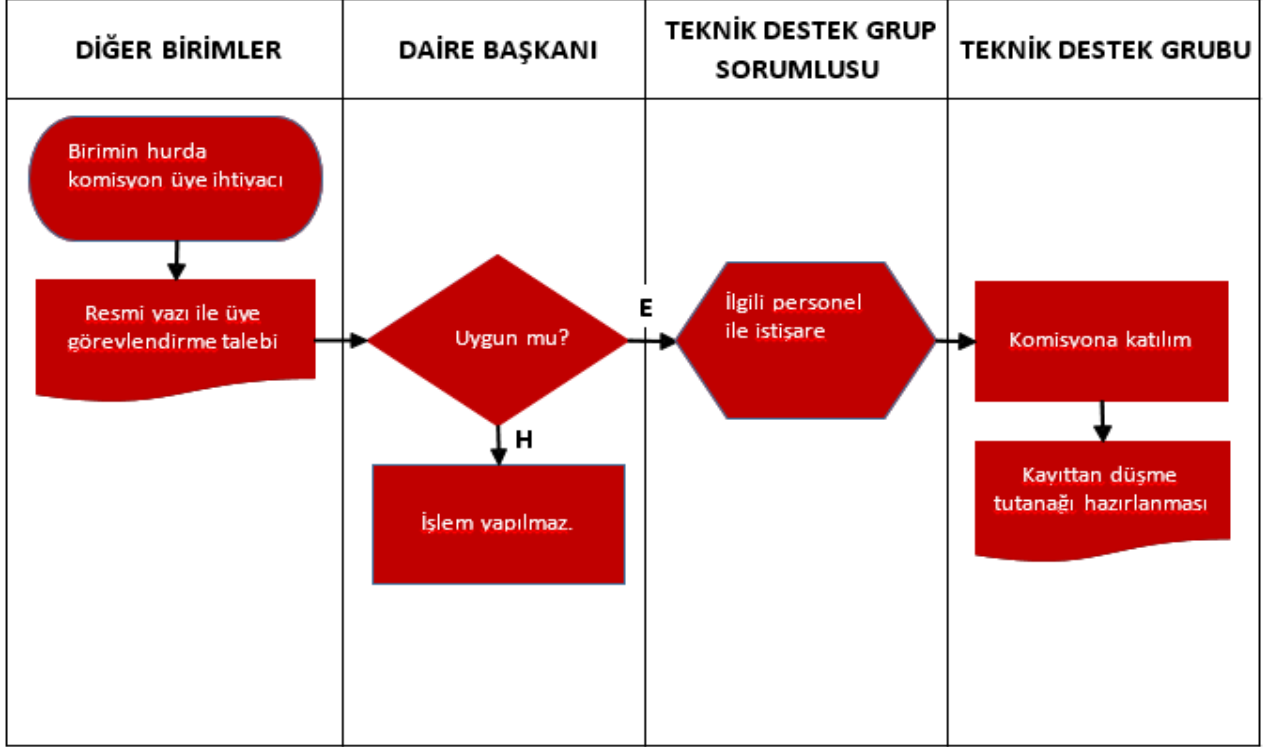 DİĞER BİRİMLER
DAİRE BAŞKANI
TEKNİK DESTEK GRUP
SORUMLUSU
TEKNİK DESTEK GRUBU
Birimin hurda
komisyon üye ihtiyacı
Resmi yazı ile üye
görevlendirme talebi
Uygun mu?
E
H
İşlem yapılmaz.
İlgili personel
ile istişare
Komisyona katılım
Kayıttan düşme
tutanağı hazırlanması